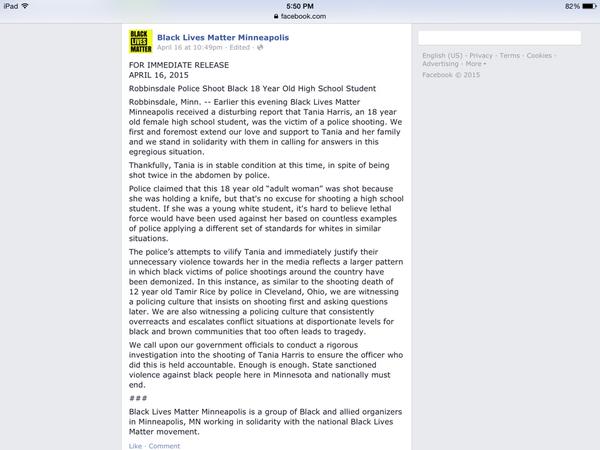 iPad
5:50 PM
82%
facebook.com
BLACK
LIVES
MATTER
Black Lives Matter Minneapolis
April 16 at 10:49pm · Edited ·
FOR IMMEDIATE RELEASE
APRIL 16, 2015
Robbinsdale Police Shoot Black 18 Year Old High School Student
Robbinsdale, Minn. -- Earlier this evening Black Lives Matter
Minneapolis received a disturbing report that Tania Harris, an 18 year
old female high school student, was the victim of a police shooting. We
first and foremost extend our love and support to Tania and her family
and we stand in solidarity with them in calling for answers in this
egregious situation.
Thankfully, Tania is in stable condition at this time, in spite of being
shot twice in the abdomen by police.
Police claimed that this 18 year old “adult woman” was shot because
she was holding a knife, but that's no excuse for shooting a high school
student. If she was a young white student, it's hard to believe lethal
force would have been used against her based on countless examples
of police applying a different set of standards for whites in similar
situations.
The police’s attempts to vilify Tania and immediately justify their
unnecessary violence towards her in the media reflects a larger pattern
in which black victims of police shootings around the country have
been demonized. In this instance, as similar to the shooting death of
12 year old Tamir Rice by police in Cleveland, Ohio, we are witnessing
a policing culture that insists on shooting first and asking questions
later. We are also witnessing a policing culture that consistently
overreacts and escalates conflict situations at disportionate levels for
black and brown communities that too often leads to tragedy.
We call upon our government officials to conduct a rigorous
investigation into the shooting of Tania Harris to ensure the officer who
did this is held accountable. Enough is enough. State sanctioned
violence against black people here in Minnesota and nationally must
end.
###
Black Lives Matter Minneapolis is a group of Black and allied organizers
in Minneapolis, MN working in solidarity with the national Black Lives
Matter movement.
Like · Comment
English (US) · Privacy · Terms · Cookies ·
Advertising · More
Facebook © 2015